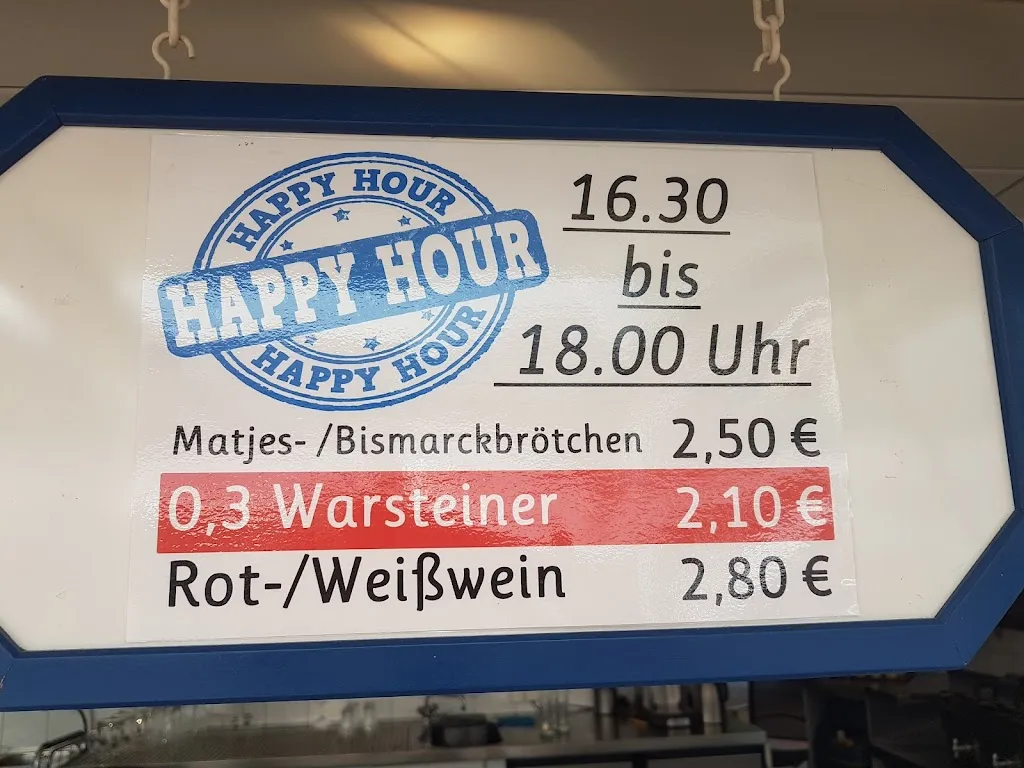 HAPPY HOUR
HAPPY HOUR
HAPPY HOUR
16.30
bis
18.00 Uhr
Matjes- /Bismarckbrötchen 2,50 €
0,3 Warsteiner 2,10 €
Rot-/Weißwein 2,80 €